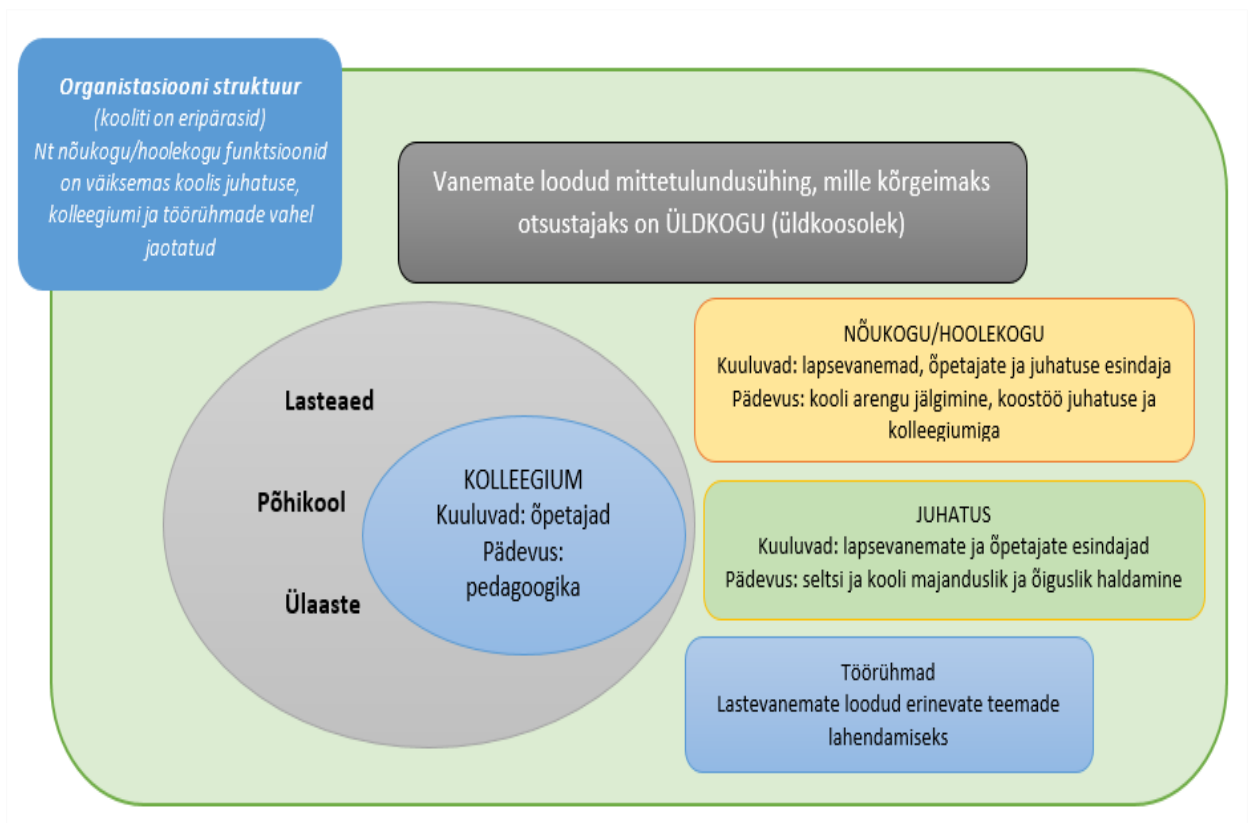 Organistasiooni struktuur
(kooliti on eripärasid)
Nt nõukogu/hoolekogu funktsioonid
on väiksemas koolis juhatuse,
kolleegiumi ja töörühmade vahel
jaotatud
Vanemate loodud mittetulundusühing, mille kõrgeimaks
otsustajaks on ÜLDKOGU (üldkoosolek)
Lasteaed
Põhikool
Ülaaste
KOLLEEGIUM
Kuuluvad: õpetajad
Pädevus:
pedagoogika
NÕUKOGU/HOOLEKOGU
Kuuluvad: lapsevanemad, õpetajate ja juhatuse esindaja
Pädevus: kooli arengu jälgimine, koostöö juhatuse ja
kolleegiumiga
JUHATUS
Kuuluvad: lapsevanemate ja õpetajate esindajad
Pädevus: seltsi ja kooli majanduslik ja õiguslik haldamine
Töörühmad
Lastevanemate loodud erinevate teemade
lahendamiseks